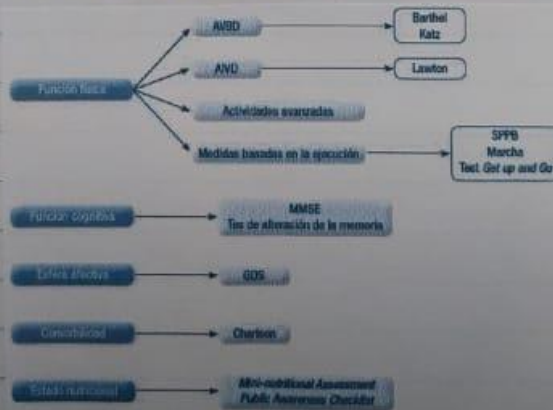 Función física
AVBD
Barthel
Katz
AIVD
Lawton
Actividades avanzadas
Medidas basadas en la ejecución
SPPB
Marcha
Test Get up and Go
Función cognitiva
MMSE
Tes de alteración de la memoria
Esfera afectiva
GDS
Comorbilidad
Charlson
Estado nutricional
Mini-nutritional Assessment
Public Awareness Checklist